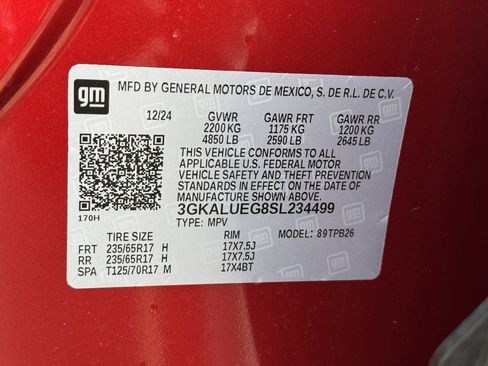 gm
MFD BY GENERAL MOTORS DE MEXICO, S. DE R.L. DE C.V.
12/24 GVWR GAWR FRT GAWR RR
2200 KG 1175 KG 1200 KG
4850 LB 2590 LB 2645 LB
THIS VEHICLE CONFORMS TO ALL
APPLICABLE U.S. FEDERAL MOTOR
VEHICLE SAFETY AND THEFT PREVENTION
STANDARDS IN EFFECT ON THE DATE OF
MANUFACTURE SHOWN ABOVE.
3GKALUEG8SL234499
170H
TYPE: MPV MODEL: 89TPB26
TIRE SIZE RIM
FRT 235/65R17 H 17X7.5J
RR 235/65R17 H 17X7.5J
SPA T125/70R17 M 17X4BT